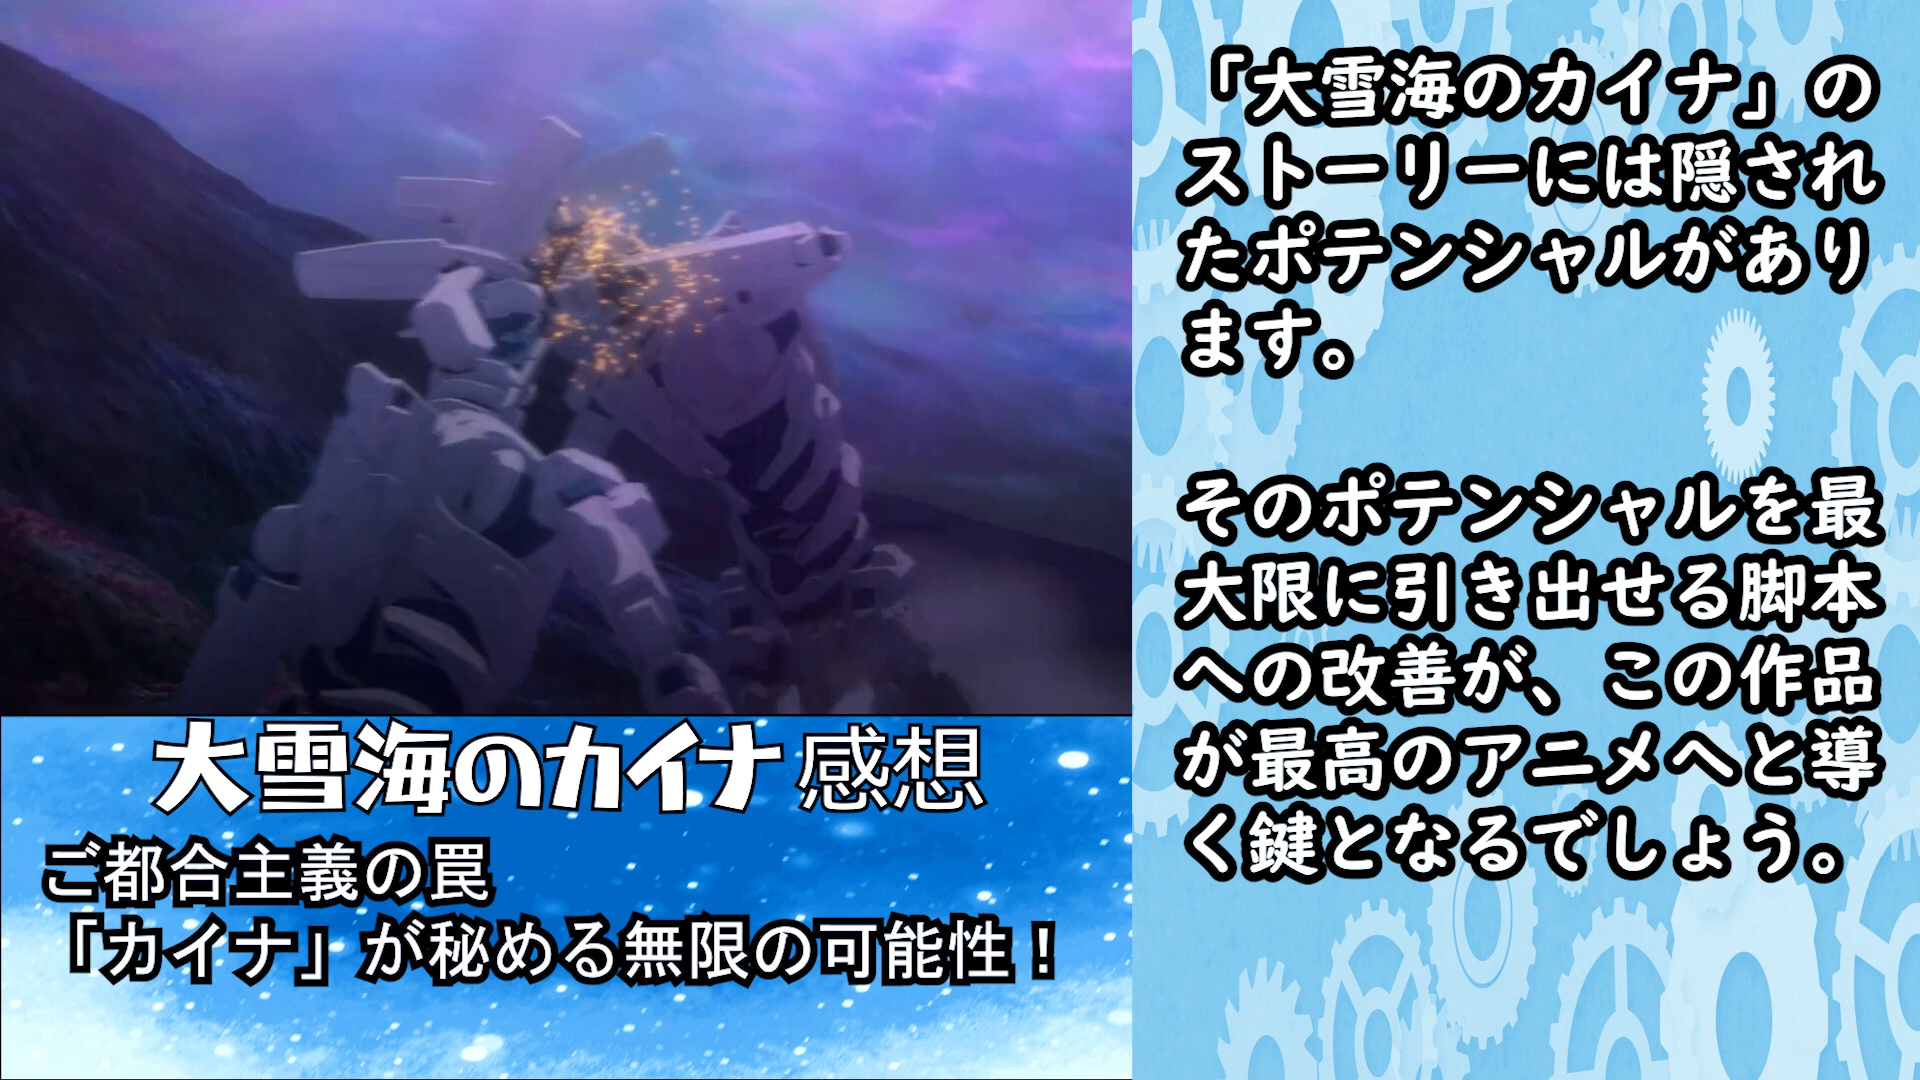 「大雪海のカイナ」の
ストーリーには隠され
たポテンシャルがあり
ます。
そのポテンシャルを最
大限に引き出せる脚本
への改善が、この作品
が最高のアニメへと導
く鍵となるでしょう。
大雪海のカイナ感想
ご都合主義の罠
「カイナ」が秘める無限の可能性！